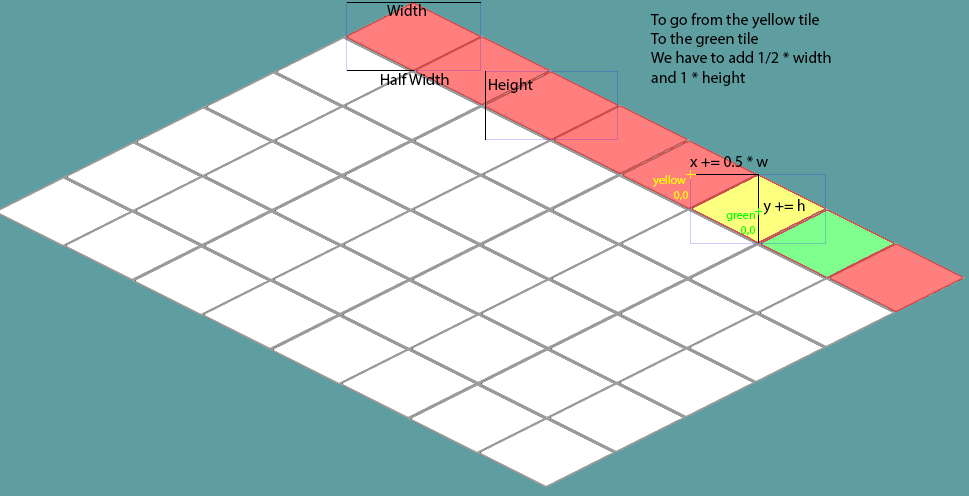 Width
To go from the yellow tile
To the green tile
We have to add 1/2 * width
and 1 * height
Half Width
Height
x += 0.5 * w
yellow
0,0
y += h
green
0,0